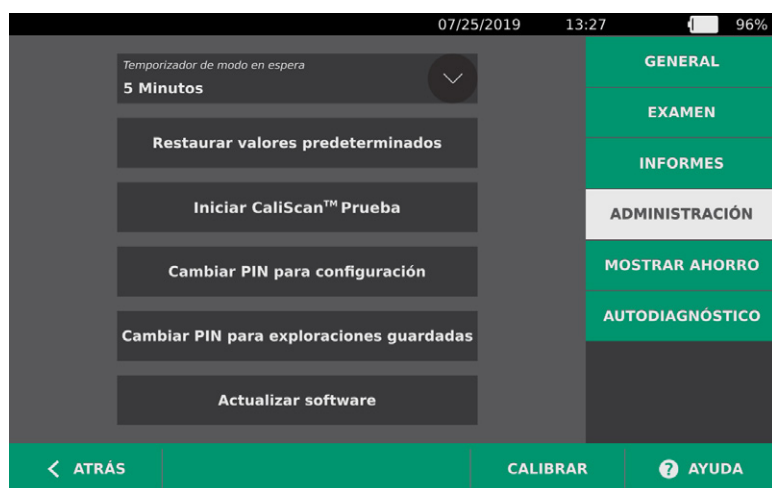 07/25/2019 13:27 96%
Temporizador de modo en espera
5 Minutos
Restaurar valores predeterminados
Iniciar CaliScan™ Prueba
Cambiar PIN para configuración
Cambiar PIN para exploraciones guardadas
Actualizar software
GENERAL
EXAMEN
INFORMES
ADMINISTRACIÓN
MOSTRAR AHORRO
AUTODIAGNÓSTICO
ATRÁS
CALIBRAR
? AYUDA